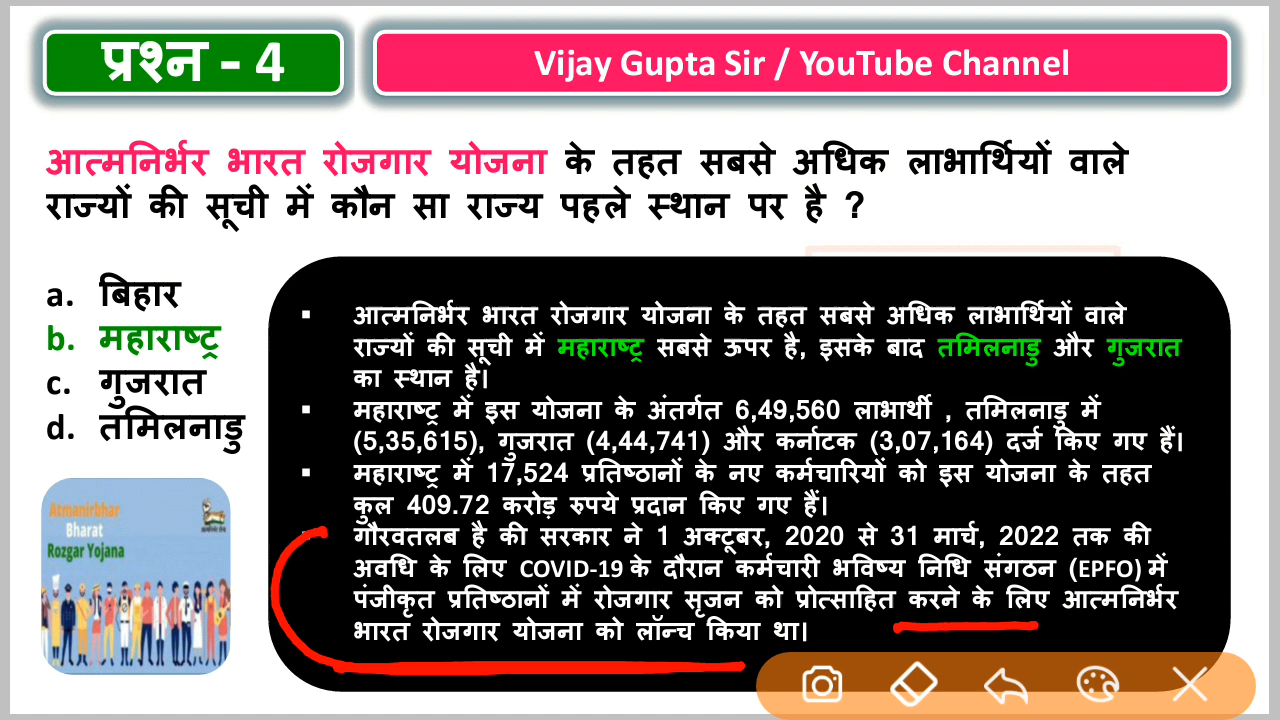 प्रश्न - 4
Vijay Gupta Sir / YouTube Channel
आत्मनिर्भर भारत रोजगार योजना के तहत सबसे अधिक लाभार्थियों वाले
राज्यों की सूची में कौन सा राज्य पहले स्थान पर है ?
a. बिहार
b. महाराष्ट्र
c. गुजरात
d. तमिलनाडु
▪ आत्मनिर्भर भारत रोजगार योजना के तहत सबसे अधिक लाभार्थियों वाले
राज्यों की सूची में महाराष्ट्र सबसे ऊपर है, इसके बाद तमिलनाडु और गुजरात
का स्थान है।
▪ महाराष्ट्र में इस योजना के अंतर्गत 6,49,560 लाभार्थी , तमिलनाडु में
(5,35,615), गुजरात (4,44,741) और कर्नाटक (3,07,164) दर्ज किए गए हैं।
▪ महाराष्ट्र में 17,524 प्रतिष्ठानों के नए कर्मचारियों को इस योजना के तहत
कुल 409.72 करोड़ रुपये प्रदान किए गए हैं।
गौरवतलब है की सरकार ने 1 अक्टूबर, 2020 से 31 मार्च, 2022 तक की
अवधि के लिए COVID-19 के दौरान कर्मचारी भविष्य निधि संगठन (EPFO) में
पंजीकृत प्रतिष्ठानों में रोजगार सृजन को प्रोत्साहित करने के लिए आत्मनिर्भर
भारत रोजगार योजना को लॉन्च किया था।
Atmanirbhar
Bharat
Rozgar Yojana